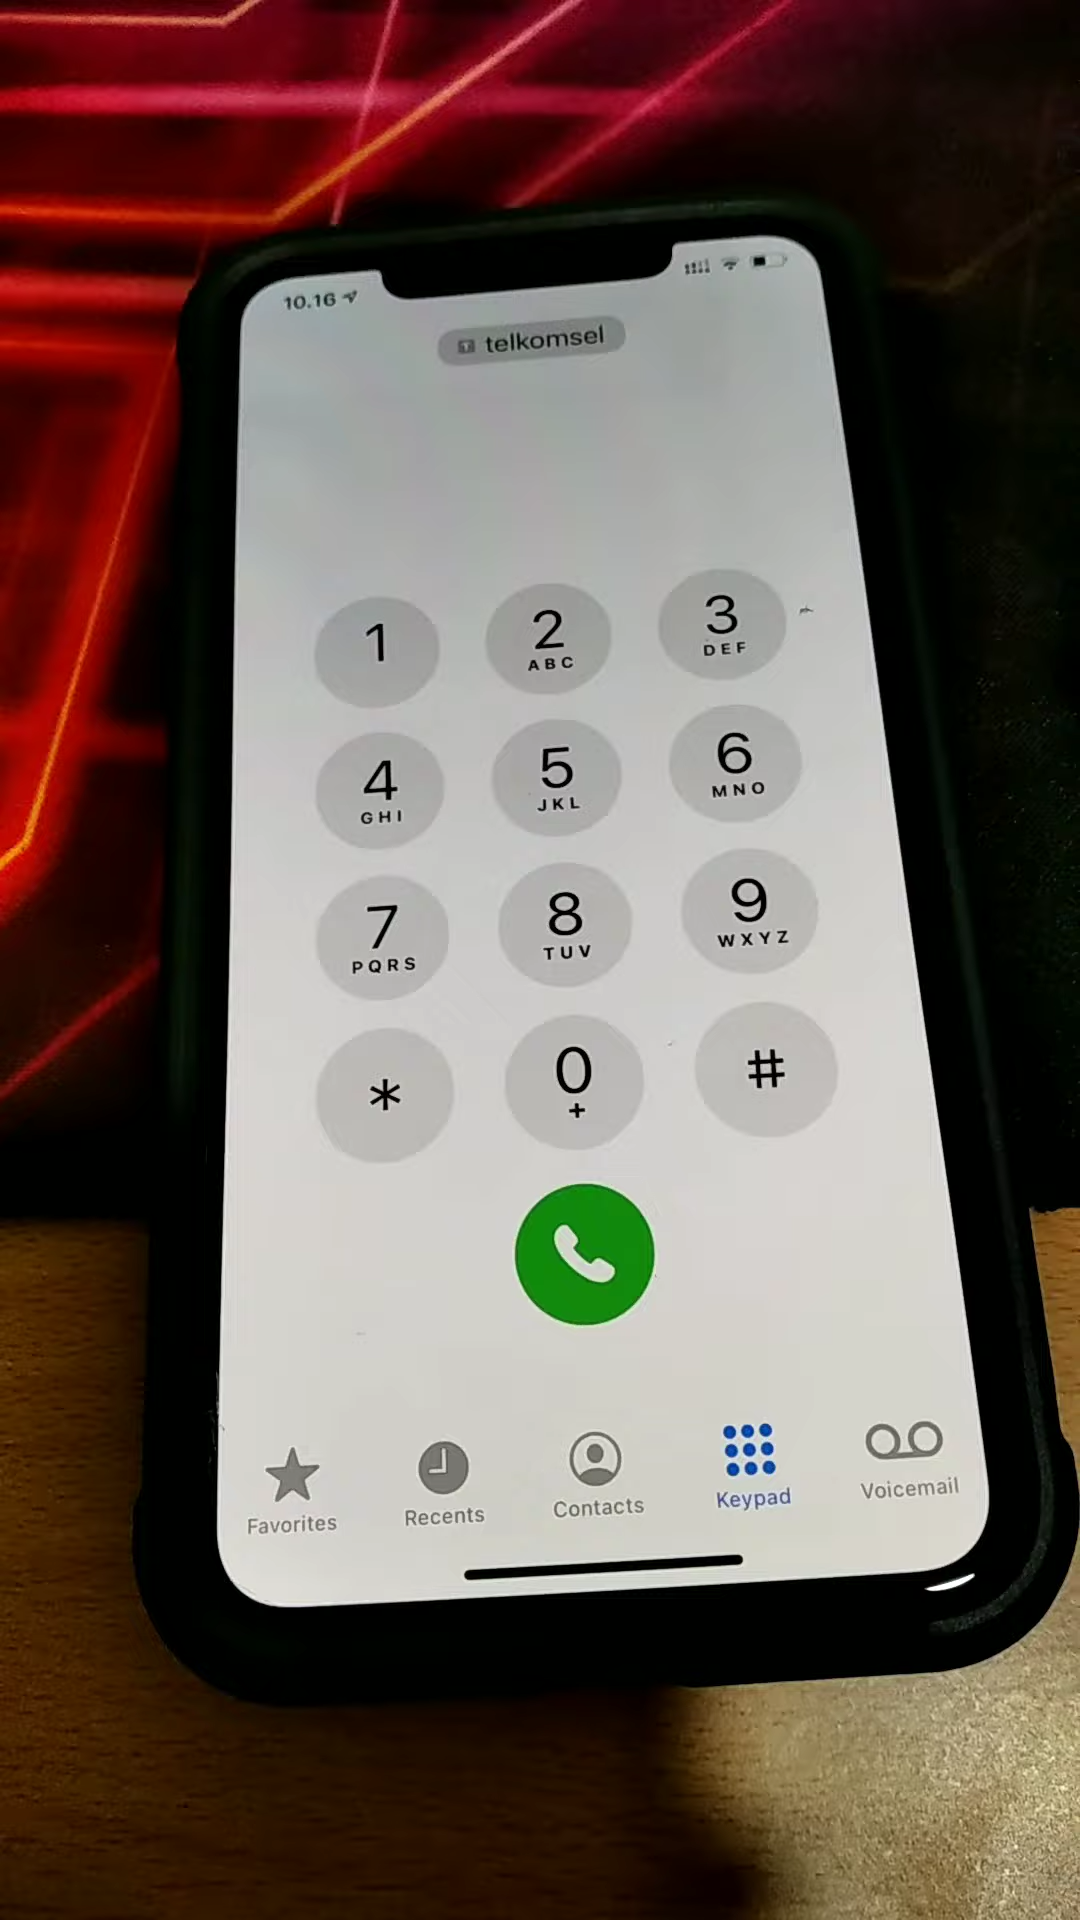 10.16
T telkomsel
1
2
ABC
3
DEF
4
GHI
5
JKL
6
MNO
7
PQRS
8
TUV
9
WXYZ
*
0
+
#
Favorites
Recents
Contacts
Keypad
Voicemail